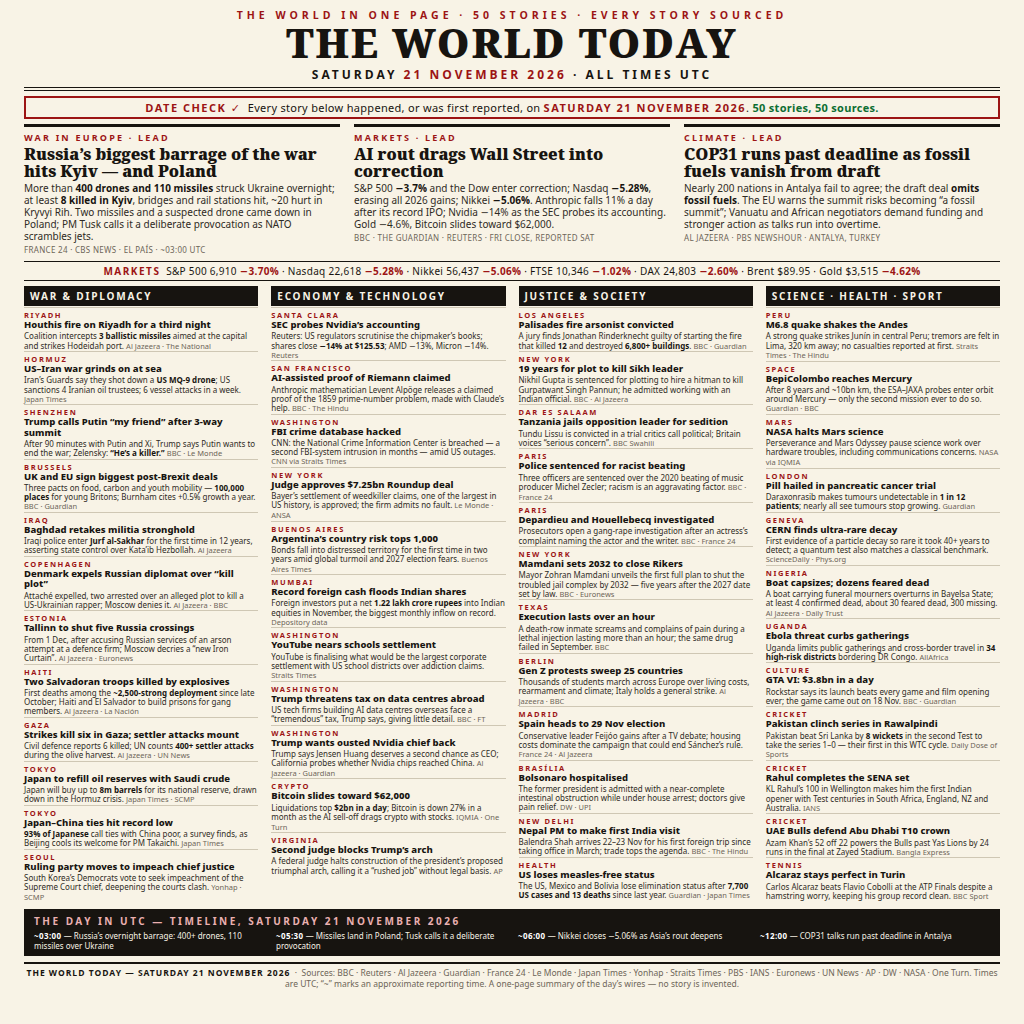 THE WORLD IN ONE PAGE · 50 STORIES · EVERY STORY SOURCED
THE WORLD TODAY
SATURDAY 21 NOVEMBER 2026 · ALL TIMES UTC
DATE CHECK ✓ Every story below happened, or was first reported, on SATURDAY 21 NOVEMBER 2026. 50 stories, 50 sources.
WAR IN EUROPE · LEAD
Russia’s biggest barrage of the war
hits Kyiv — and Poland
More than 400 drones and 110 missiles struck Ukraine overnight;
at least 8 killed in Kyiv, bridges and rail stations hit, ~20 hurt in
Kryvyi Rih. Two missiles and a suspected drone came down in
Poland; PM Tusk calls it a deliberate provocation as NATO
scrambles jets.
FRANCE 24 · CBS NEWS · EL PAÍS · ~03:00 UTC
MARKETS · LEAD
AI rout drags Wall Street into
correction
S&P 500 −3.7% and the Dow enter correction; Nasdaq −5.28%,
erasing all 2026 gains; Nikkei −5.06%. Anthropic falls 11% a day
after its record IPO; Nvidia −14% as the SEC probes its accounting.
Gold −4.6%, Bitcoin slides toward $62,000.
BBC · THE GUARDIAN · REUTERS · FRI CLOSE, REPORTED SAT
CLIMATE · LEAD
COP31 runs past deadline as fossil
fuels vanish from draft
Nearly 200 nations in Antalya fail to agree; the draft deal omits
fossil fuels. The EU warns the summit risks becoming “a fossil
summit”; Vanuatu and African negotiators demand funding and
stronger action as talks run into overtime.
AL JAZEERA · PBS NEWSHOUR · ANTALYA, TURKEY
MARKETS S&P 500 6,910 −3.70% · Nasdaq 22,618 −5.28% · Nikkei 56,437 −5.06% · FTSE 10,346 −1.02% · DAX 24,803 −2.60% · Brent $89.95 · Gold $3,515 −4.62%
WAR & DIPLOMACY
RIYADH
Houthis fire on Riyadh for a third night
Coalition intercepts 3 ballistic missiles aimed at the capital
and strikes Hodeidah port. Al Jazeera · The National
HORMUZ
US–Iran war grinds on at sea
Iran’s Guards say they shot down a US MQ-9 drone; US
sanctions 4 Iranian oil trustees; 6 vessel attacks in a week.
Japan Times
SHENZHEN
Trump calls Putin “my friend” after 3-way
summit
After 90 minutes with Putin and Xi, Trump says Putin wants to
end the war; Zelensky: “He’s a killer.” BBC · Le Monde
BRUSSELS
UK and EU sign biggest post-Brexit deals
Three pacts on food, carbon and youth mobility — 100,000
places for young Britons; Burnham cites +0.5% growth a year.
BBC · Guardian
IRAQ
Baghdad retakes militia stronghold
Iraqi police enter Jurf al-Sakhar for the first time in 12 years,
asserting state control over Kata’ib Hezbollah. Al Jazeera
COPENHAGEN
Denmark expels Russian diplomat over “kill
plot”
Attaché expelled, two arrested over an alleged plot to kill a
US-Ukrainian rapper; Moscow denies it. Al Jazeera · BBC
ESTONIA
Tallinn to shut five Russia crossings
From 1 Dec, after accusing Russian services of an arson
attempt at a defence firm; Moscow decries a “new Iron
Curtain”. Al Jazeera · Euronews
HAITI
Two Salvadoran troops killed by explosives
First deaths among the ~2,500-strong deployment since late
October; Haiti and El Salvador to build prisons for gang
members. Al Jazeera · La Nación
GAZA
Strikes kill six in Gaza; settler attacks mount
Civil defence reports 6 killed; UN counts 400+ settler attacks
during the olive harvest. Al Jazeera · UN News
TOKYO
Japan to refill oil reserves with Saudi crude
Japan will buy up to 8m barrels for its national reserve, drawn
down in the Hormuz crisis. Japan Times · SCMP
TOKYO
Japan–China ties hit record low
93% of Japanese call ties with China poor, a survey finds, as
Beijing cools its welcome for PM Takaichi. Japan Times
SEOUL
Ruling party moves to impeach chief justice
South Korea’s Democrats vote to seek impeachment of the
Supreme Court chief, deepening the courts clash. Yonhap ·
SCMP
ECONOMY & TECHNOLOGY
SANTA CLARA
SEC probes Nvidia’s accounting
Reuters: US regulators scrutinise the chipmaker’s books;
shares close −14% at $125.53; AMD −13%, Micron −14%.
Reuters
SAN FRANCISCO
AI-assisted proof of Riemann claimed
Anthropic mathematician Levent Alpöge releases a claimed
proof of the 1859 prime-number problem, made with Claude’s
help. BBC · The Hindu
WASHINGTON
FBI crime database hacked
CNN: the National Crime Information Center is breached — a
second FBI-system intrusion in months — amid US outages.
CNN via Straits Times
NEW YORK
Judge approves $7.25bn Roundup deal
Bayer’s settlement of weedkiller claims, one of the largest in
US history, is approved; the firm admits no fault. Le Monde ·
ANSA
BUENOS AIRES
Argentina’s country risk tops 1,000
Bonds fall into distressed territory for the first time in two
years amid global turmoil and 2027 election fears. Buenos
Aires Times
MUMBAI
Record foreign cash floods Indian shares
Foreign investors put a net 1.22 lakh crore rupees into Indian
equities in November, the biggest monthly inflow on record.
Depository data
WASHINGTON
YouTube nears schools settlement
YouTube is finalising what would be the largest corporate
settlement with US school districts over addiction claims.
Straits Times
WASHINGTON
Trump threatens tax on data centres abroad
US tech firms building AI data centres overseas face a
“tremendous” tax, Trump says, giving little detail. BBC · FT
WASHINGTON
Trump wants ousted Nvidia chief back
Trump says Jensen Huang deserves a second chance as CEO;
California probes whether Nvidia chips reached China. Al
Jazeera · Guardian
CRYPTO
Bitcoin slides toward $62,000
Liquidations top $2bn in a day; Bitcoin is down 27% in a
month as the AI sell-off drags crypto with stocks. IQMIA · One
Turn
VIRGINIA
Second judge blocks Trump’s arch
A federal judge halts construction of the president’s proposed
triumphal arch, calling it a “rushed job” without legal basis. AP
JUSTICE & SOCIETY
LOS ANGELES
Palisades fire arsonist convicted
A jury finds Jonathan Rinderknecht guilty of starting the fire
that killed 12 and destroyed 6,800+ buildings. BBC · Guardian
NEW YORK
19 years for plot to kill Sikh leader
Nikhil Gupta is sentenced for plotting to hire a hitman to kill
Gurpatwant Singh Pannun; he admitted working with an
Indian official. BBC · Al Jazeera
DAR ES SALAAM
Tanzania jails opposition leader for sedition
Tundu Lissu is convicted in a trial critics call political; Britain
voices “serious concern”. BBC Swahili
PARIS
Police sentenced for racist beating
Three officers are sentenced over the 2020 beating of music
producer Michel Zecler; racism is an aggravating factor. BBC ·
France 24
PARIS
Depardieu and Houellebecq investigated
Prosecutors open a gang-rape investigation after an actress’s
complaint naming the actor and the writer. BBC · France 24
NEW YORK
Mamdani sets 2032 to close Rikers
Mayor Zohran Mamdani unveils the first full plan to shut the
troubled jail complex by 2032 — five years after the 2027 date
set by law. BBC · Euronews
TEXAS
Execution lasts over an hour
A death-row inmate screams and complains of pain during a
lethal injection lasting more than an hour; the same drug
failed in September. BBC
BERLIN
Gen Z protests sweep 25 countries
Thousands of students march across Europe over living costs,
rearmament and climate; Italy holds a general strike. Al
Jazeera · BBC
MADRID
Spain heads to 29 Nov election
Conservative leader Feijóo gains after a TV debate; housing
costs dominate the campaign that could end Sánchez’s rule.
France 24 · Al Jazeera
BRASÍLIA
Bolsonaro hospitalised
The former president is admitted with a near-complete
intestinal obstruction while under house arrest; doctors give
pain relief. DW · UPI
NEW DELHI
Nepal PM to make first India visit
Balendra Shah arrives 22–23 Nov for his first foreign trip since
taking office in March; trade tops the agenda. BBC · The Hindu
HEALTH
US loses measles-free status
The US, Mexico and Bolivia lose elimination status after 7,700
US cases and 13 deaths since last year. Guardian · Japan Times
SCIENCE · HEALTH · SPORT
PERU
M6.8 quake shakes the Andes
A strong quake strikes Junín in central Peru; tremors are felt in
Lima, 320 km away; no casualties reported at first. Straits
Times · The Hindu
SPACE
BepiColombo reaches Mercury
After 8 years and ~10bn km, the ESA–JAXA probes enter orbit
around Mercury — only the second mission ever to do so.
Guardian · BBC
MARS
NASA halts Mars science
Perseverance and Mars Odyssey pause science work over
hardware troubles, including communications concerns. NASA
via IQMIA
LONDON
Pill hailed in pancreatic cancer trial
Daraxonrasib makes tumours undetectable in 1 in 12
patients; nearly all see tumours stop growing. Guardian
GENEVA
CERN finds ultra-rare decay
First evidence of a particle decay so rare it took 40+ years to
detect; a quantum test also matches a classical benchmark.
ScienceDaily · Phys.org
NIGERIA
Boat capsizes; dozens feared dead
A boat carrying funeral mourners overturns in Bayelsa State;
at least 4 confirmed dead, about 30 feared dead, 300 missing.
Al Jazeera · Daily Trust
UGANDA
Ebola threat curbs gatherings
Uganda limits public gatherings and cross-border travel in 34
high-risk districts bordering DR Congo. AllAfrica
CULTURE
GTA VI: $3.8bn in a day
Rockstar says its launch beats every game and film opening
ever; the game came out on 18 Nov. BBC · Guardian
CRICKET
Pakistan clinch series in Rawalpindi
Pakistan beat Sri Lanka by 8 wickets in the second Test to
take the series 1–0 — their first in this WTC cycle. Daily Dose of
Sports
CRICKET
Rahul completes the SENA set
KL Rahul’s 100 in Wellington makes him the first Indian
opener with Test centuries in South Africa, England, NZ and
Australia. IANS
CRICKET
UAE Bulls defend Abu Dhabi T10 crown
Azam Khan’s 52 off 22 powers the Bulls past Yas Lions by 24
runs in the final at Zayed Stadium. Bangla Express
TENNIS
Alcaraz stays perfect in Turin
Carlos Alcaraz beats Flavio Cobolli at the ATP Finals despite a
hamstring worry, keeping his group record clean. BBC Sport
THE DAY IN UTC — TIMELINE, SATURDAY 21 NOVEMBER 2026
~03:00 — Russia’s overnight barrage: 400+ drones, 110
missiles over Ukraine
~05:30 — Missiles land in Poland; Tusk calls it a deliberate
provocation
~06:00 — Nikkei closes −5.06% as Asia’s rout deepens
~12:00 — COP31 talks run past deadline in Antalya
THE WORLD TODAY — SATURDAY 21 NOVEMBER 2026 · Sources: BBC · Reuters · Al Jazeera · Guardian · France 24 · Le Monde · Japan Times · Yonhap · Straits Times · PBS · IANS · Euronews · UN News · AP · DW · NASA · One Turn. Times
are UTC; “~” marks an approximate reporting time. A one-page summary of the day’s wires — no story is invented.